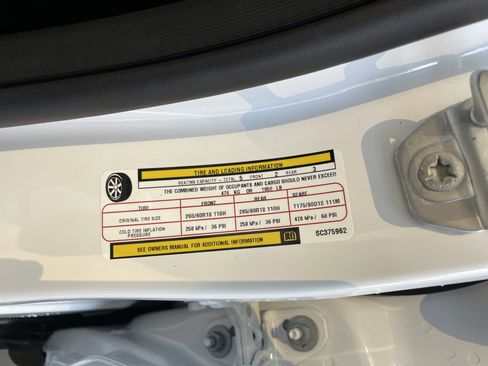 TIRE AND LOADING INFORMATION
SEATING CAPACITY - TOTAL 5 FRONT 2 REAR 3
THE COMBINED WEIGHT OF OCCUPANTS AND CARGO SHOULD NEVER EXCEED
476 KG OR 1050 LB
TIRE FRONT REAR SPARE
ORIGINAL TIRE SIZE 265/60R18 110H 265/60R18 110H T175/90D18 111M
COLD TIRE INFLATION PRESSURE 250 kPa / 36 PSI 250 kPa / 36 PSI 420 kPa / 60 PSI
SEE OWNERS MANUAL FOR ADDITIONAL INFORMATION SC375962